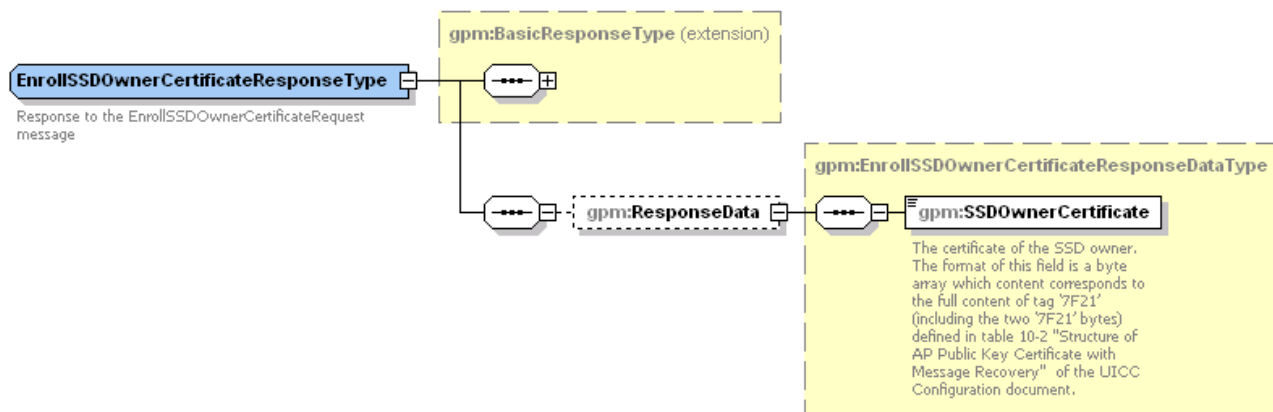 gpm:BasicResponseType (extension)
EnrollSSDOwnerCertificateResponseType
Response to the EnrollSSDOwnerCertificateRequest
message
gpm:EnrollSSDOwnerCertificateResponseDataType
gpm:ResponseData
gpm:SSDOwnerCertificate
The certificate of the SSD owner.
The format of this field is a byte
array which content corresponds to
the full content of tag '7F21'
(including the two '7F21' bytes)
defined in table 10-2 "Structure of
AP Public Key Certificate with
Message Recovery"  of the UICC
Configuration document.